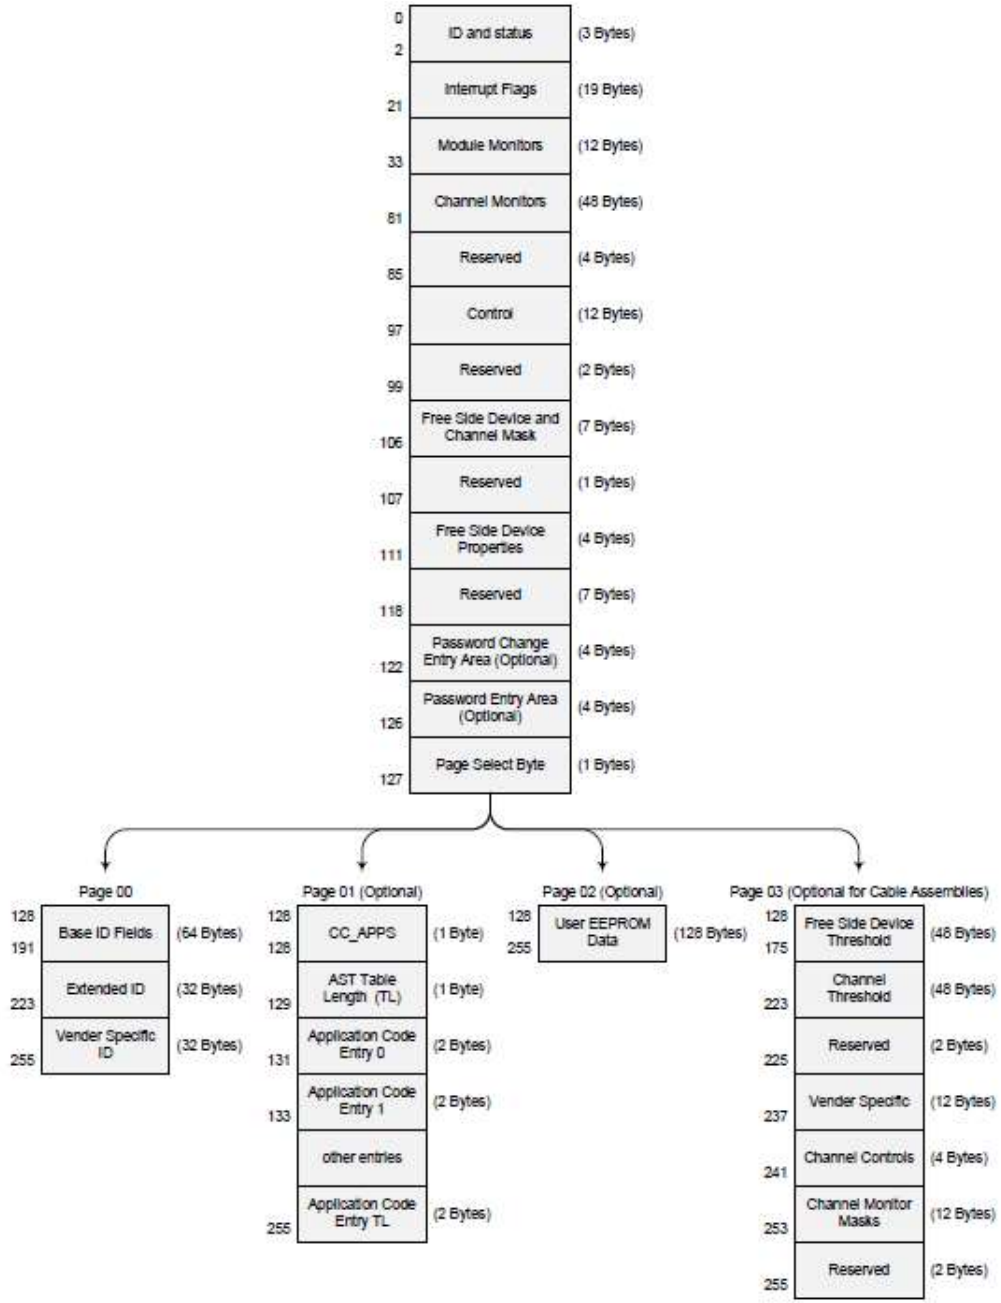 0
ID and status
(3 Bytes)
2
Interrupt Flags
(19 Bytes)
21
Module Monitors
(12 Bytes)
33
Channel Monitors
(48 Bytes)
81
Reserved
(4 Bytes)
85
Control
(12 Bytes)
97
Reserved
(2 Bytes)
99
Free Side Device and
Channel Mask
(7 Bytes)
106
Reserved
(1 Bytes)
107
Free Side Device
Properties
(4 Bytes)
111
Reserved
(7 Bytes)
118
Password Change
Entry Area (Optional)
(4 Bytes)
122
Password Entry Area
(Optional)
(4 Bytes)
126
Page Select Byte
(1 Bytes)
127
Page 00
128
Base ID Fields
(64 Bytes)
191
Extended ID
(32 Bytes)
223
Vender Specific
ID
(32 Bytes)
255
Page 01 (Optional)
128
CC_APPS
(1 Byte)
128
AST Table
Length (TL)
(1 Byte)
129
Application Code
Entry 0
(2 Bytes)
131
Application Code
Entry 1
(2 Bytes)
133
other entries
Application Code
Entry TL
(2 Bytes)
255
Page 02 (Optional)
128
User EEPROM
Data
(128 Bytes)
255
Page 03 (Optional for Cable Assemblies)
128
Free Side Device
Threshold
(48 Bytes)
175
Channel
Threshold
(48 Bytes)
223
Reserved
(2 Bytes)
225
Vender Specific
(12 Bytes)
237
Channel Controls
(4 Bytes)
241
Channel Monitor
Masks
(12 Bytes)
253
Reserved
(2 Bytes)
255